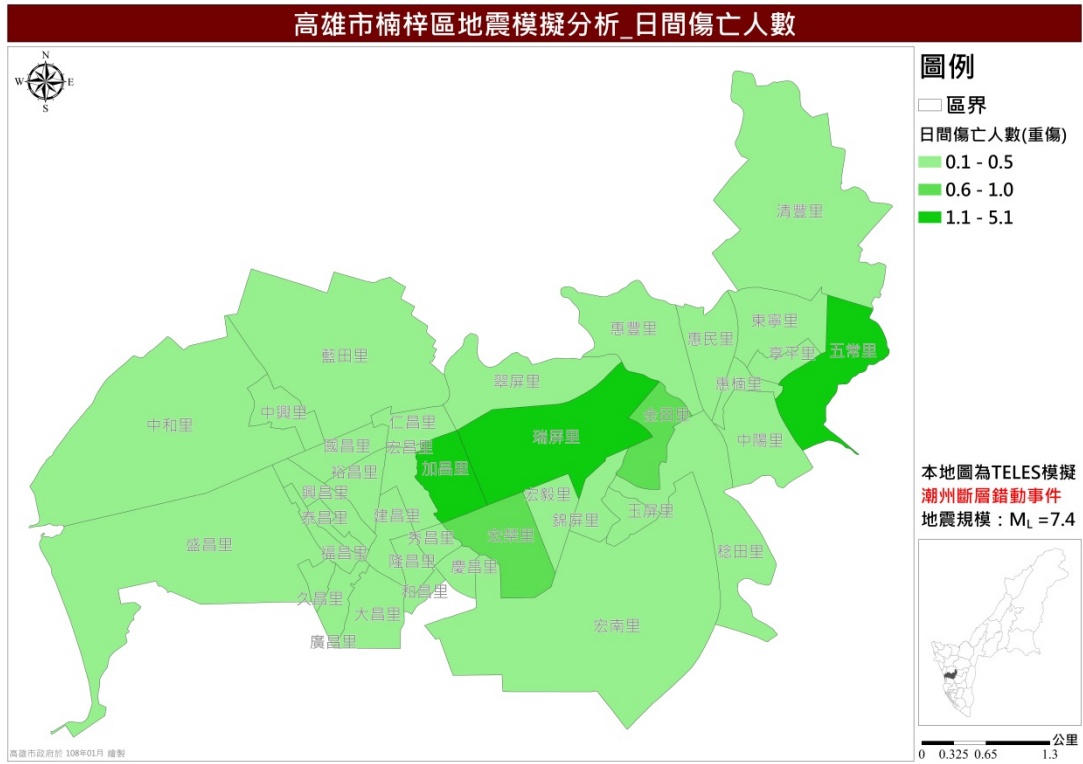 高雄市楠梓區地震模擬分析_日間傷亡人數
N
W E
S
圖例
區界
日間傷亡人數(重傷)
0.1 - 0.5
0.6 - 1.0
1.1 - 5.1
清豐里
東寧里
惠豐里
惠民里
享平里
五常里
藍田里
翠屏里
惠楠里
中興里
仁昌里
金田里
中和里
瑞屏里
中陽里
國昌里
宏昌里
裕昌里
加昌里
興昌里
宏毅里
泰昌里
建昌里
錦屏里
玉屏里
盛昌里
秀昌里
宏榮里
福昌里
隆昌里
慶昌里
稔田里
久昌里
和昌里
大昌里
宏南里
廣昌里
本地圖為TELES模擬
潮州斷層錯動事件
地震規模：ML =7.4
公里
0 0.325 0.65 1.3
高雄市政府於 108年01月 繪製